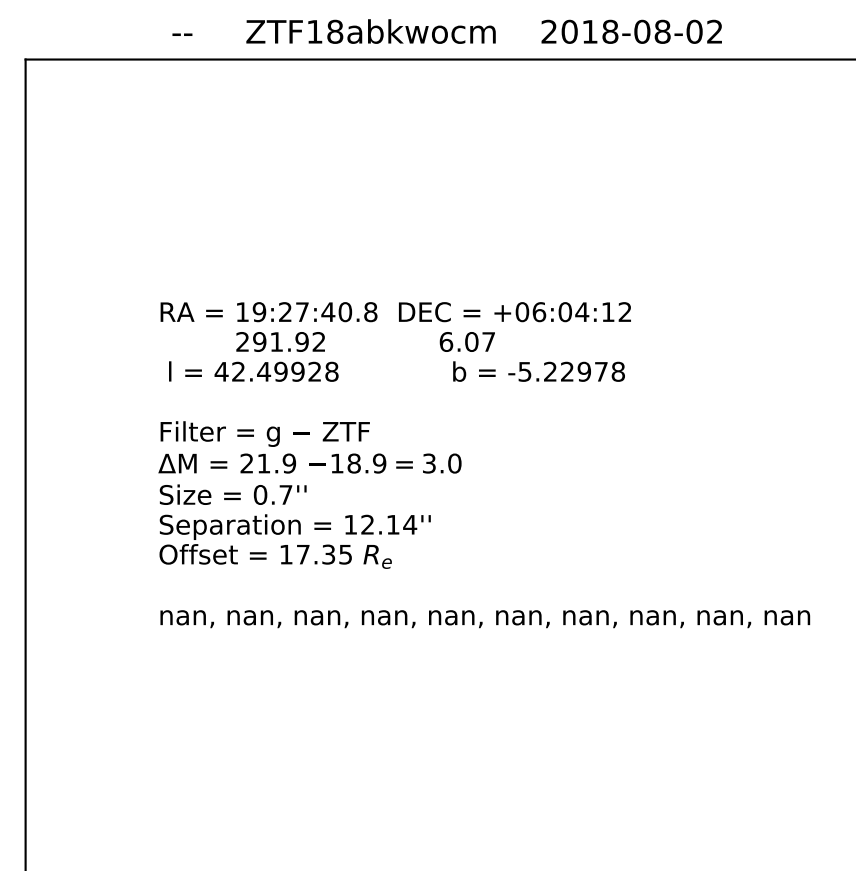 -- ZTF18abkwocm 2018-08-02
RA = 19:27:40.8 DEC = +06:04:12
291.92 6.07
l = 42.49928 b = -5.22978
Filter = g − ZTF
ΔM = 21.9 −18.9 = 3.0
Size = 0.7''
Separation = 12.14''
Offset = 17.35 Re
nan, nan, nan, nan, nan, nan, nan, nan, nan, nan